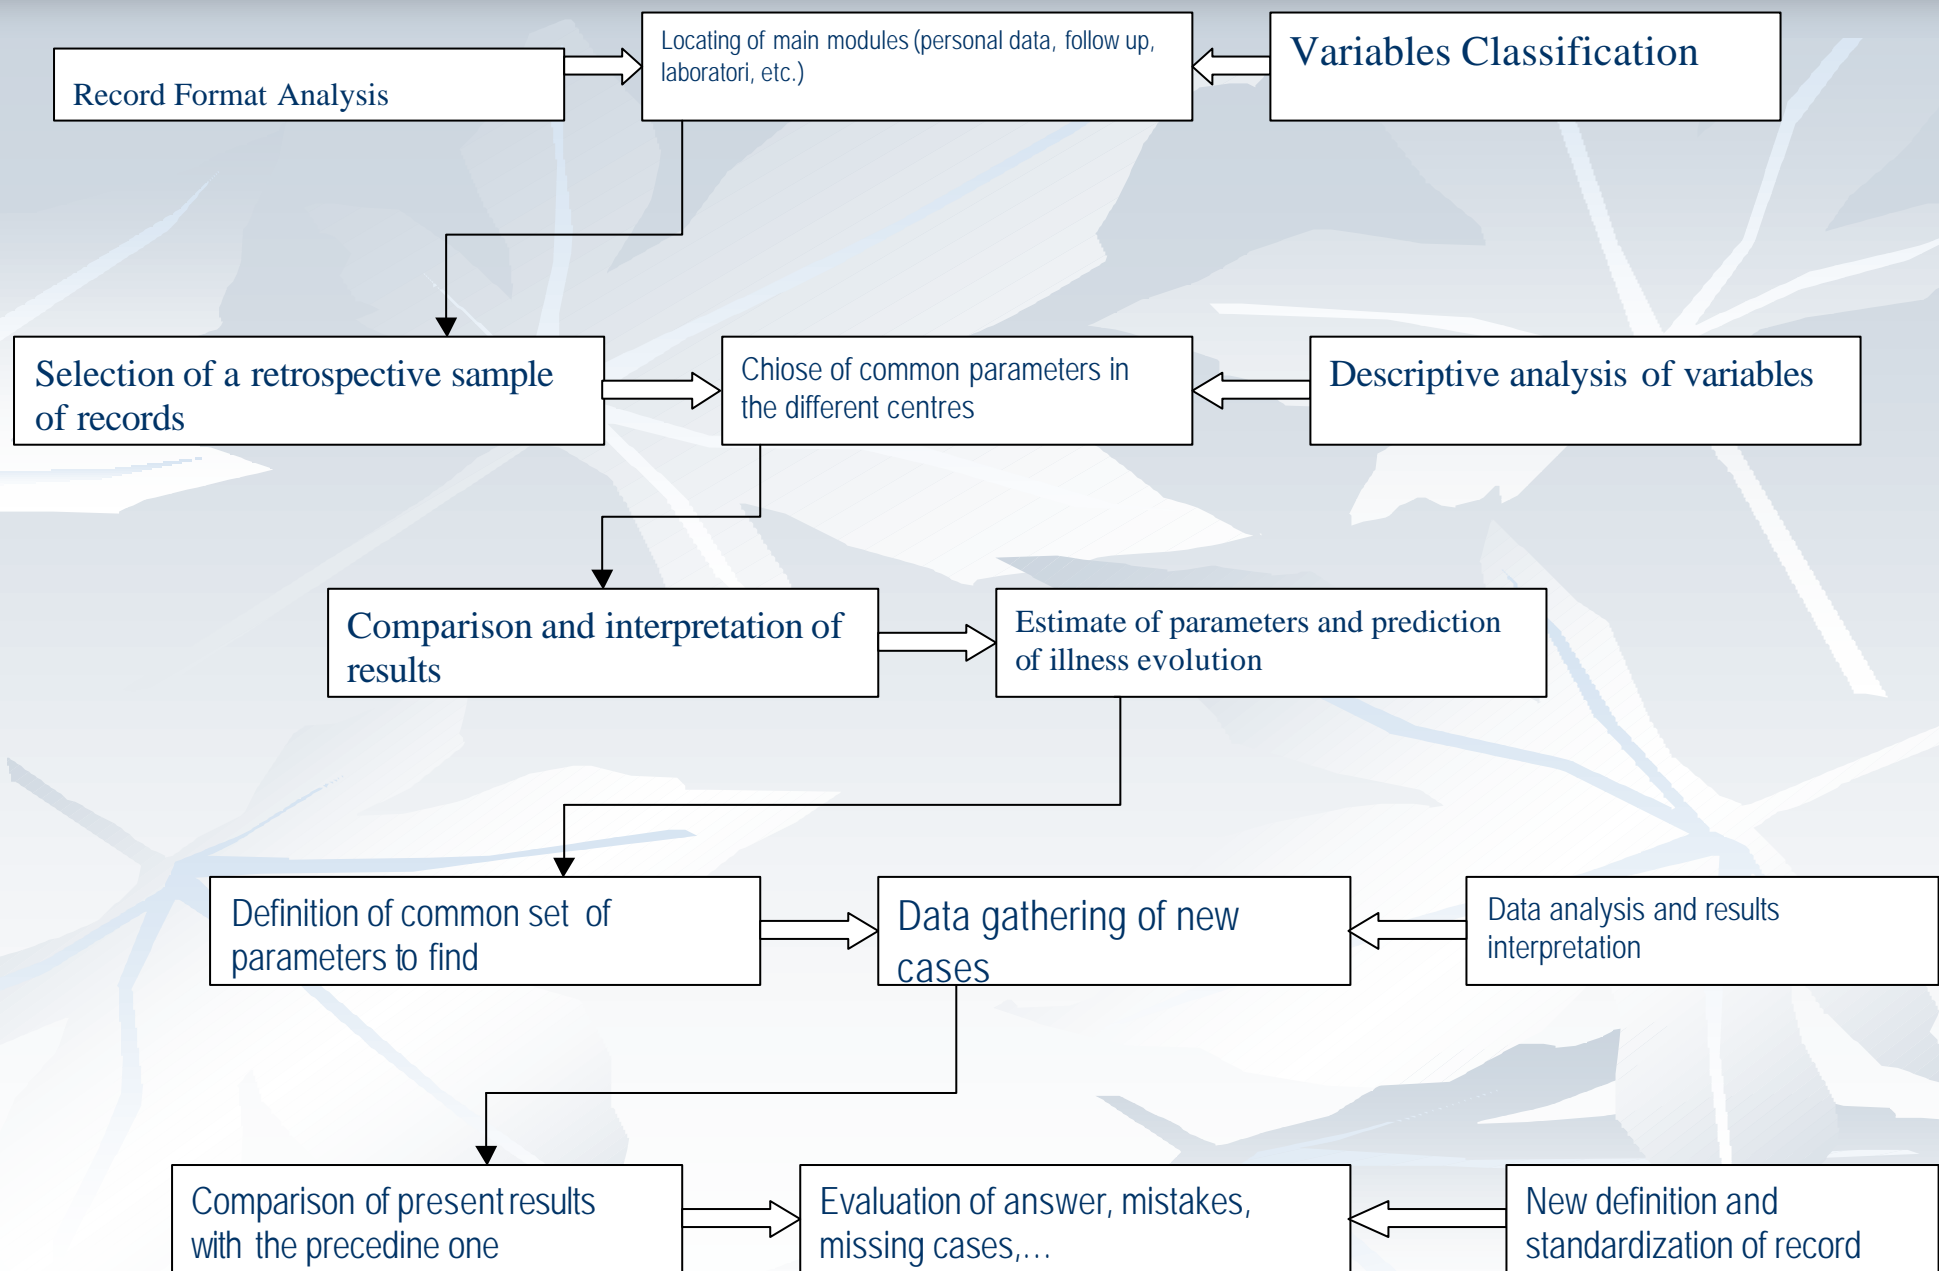 Record Format Analysis
Locating of main modules (personal data, follow up,
laboratori, etc.)
Variables Classification
Selection of a retrospective sample
of records
Chiose of common parameters in
the different centres
Descriptive analysis of variables
Comparison and interpretation of
results
Estimate of parameters and prediction
of illness evolution
Definition of common set of
parameters to find
Data gathering of new
cases
Data analysis and results
interpretation
Comparison of present results
with the precedine one
Evaluation of answer, mistakes,
missing cases,...
New definition and
standardization of record